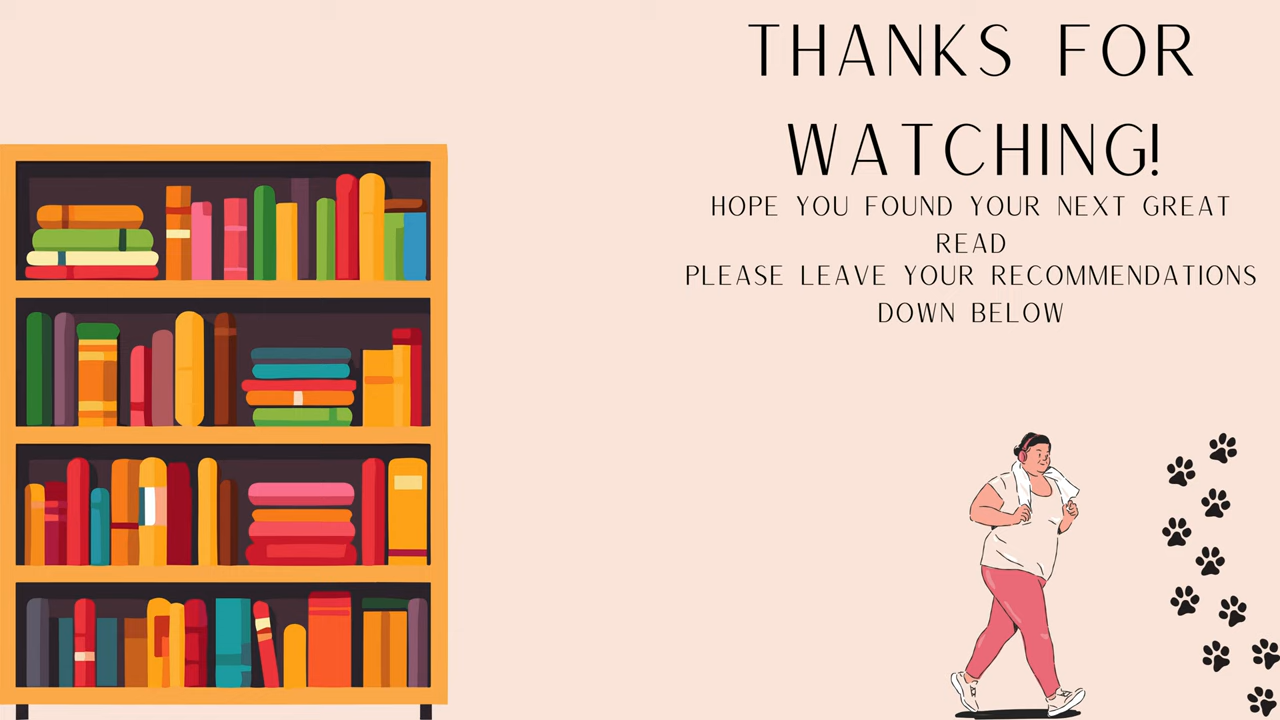 THANKS FOR
WATCHING!
HOPE YOU FOUND YOUR NEXT GREAT
READ
PLEASE LEAVE YOUR RECOMMENDATIONS
DOWN BELOW